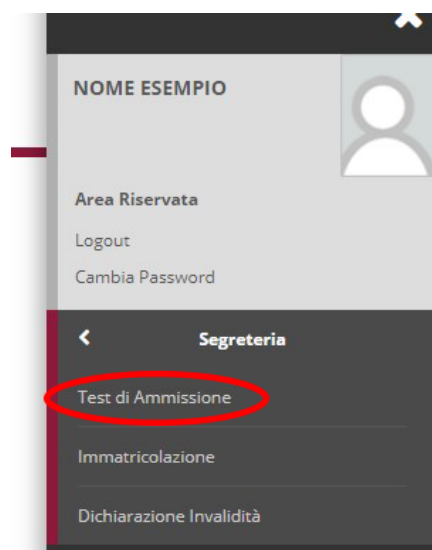 NOME ESEMPIO
Area Riservata
Logout
Cambia Password
Segreteria
Test di Ammissione
Immatricolazione
Dichiarazione Invalidità